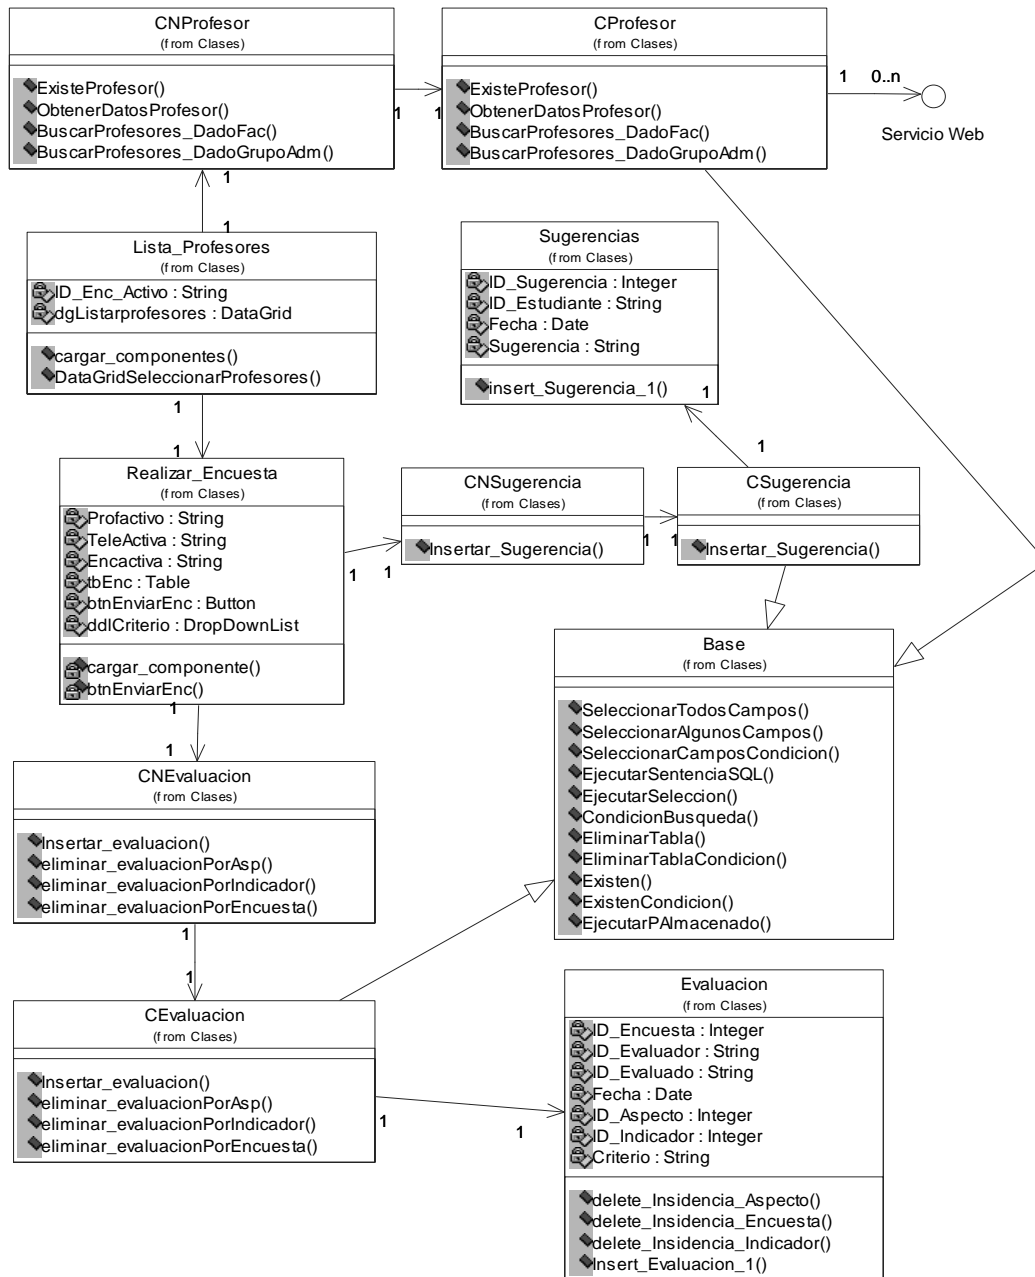 CNProfesor
(from Clases)
ExisteProfesor()
ObtenerDatosProfesor()
BuscarProfesores_DadoFac()
BuscarProfesores_DadoGrupoAdm()
1
1
CProfesor
(from Clases)
ExisteProfesor()
ObtenerDatosProfesor()
BuscarProfesores_DadoFac()
BuscarProfesores_DadoGrupoAdm()
1
0..n
Servicio Web
1
1
Lista_Profesores
(from Clases)
ID_Enc_Activo : String
dgListarprofesores : DataGrid
cargar_componentes()
DataGridSeleccionarProfesores()
1
1
Sugerencias
(from Clases)
ID_Sugerencia : Integer
ID_Estudiante : String
Fecha : Date
Sugerencia : String
insert_Sugerencia_1()
1
1
Realizar_Encuesta
(from Clases)
Profactivo : String
TeleActiva : String
Encactiva : String
tbEnc : Table
btnEnviarEnc : Button
ddlCriterio : DropDownList
cargar_componente()
btnEnviarEnc()
1
1
CNSugerencia
(from Clases)
Insertar_Sugerencia()
1
1
CSugerencia
(from Clases)
Insertar_Sugerencia()
1
1
Base
(from Clases)
SeleccionarTodosCampos()
SeleccionarAlgunosCampos()
SeleccionarCamposCondicion()
EjecutarSentenciaSQL()
EjecutarSeleccion()
CondicionBusqueda()
EliminarTabla()
EliminarTablaCondicion()
Existen()
ExistenCondicion()
EjecutarPAlmacenado()
CNEvaluacion
(from Clases)
Insertar_evaluacion()
eliminar_evaluacionPorAsp()
eliminar_evaluacionPorIndicador()
eliminar_evaluacionPorEncuesta()
1
1
CEvaluacion
(from Clases)
Insertar_evaluacion()
eliminar_evaluacionPorAsp()
eliminar_evaluacionPorIndicador()
eliminar_evaluacionPorEncuesta()
1
1
Evaluacion
(from Clases)
ID_Encuesta : Integer
ID_Evaluador : String
ID_Evaluado : String
Fecha : Date
ID_Aspecto : Integer
ID_Indicador : Integer
Criterio : String
delete_Insidencia_Aspecto()
delete_Insidencia_Encuesta()
delete_Insidencia_Indicador()
Insert_Evaluacion_1()